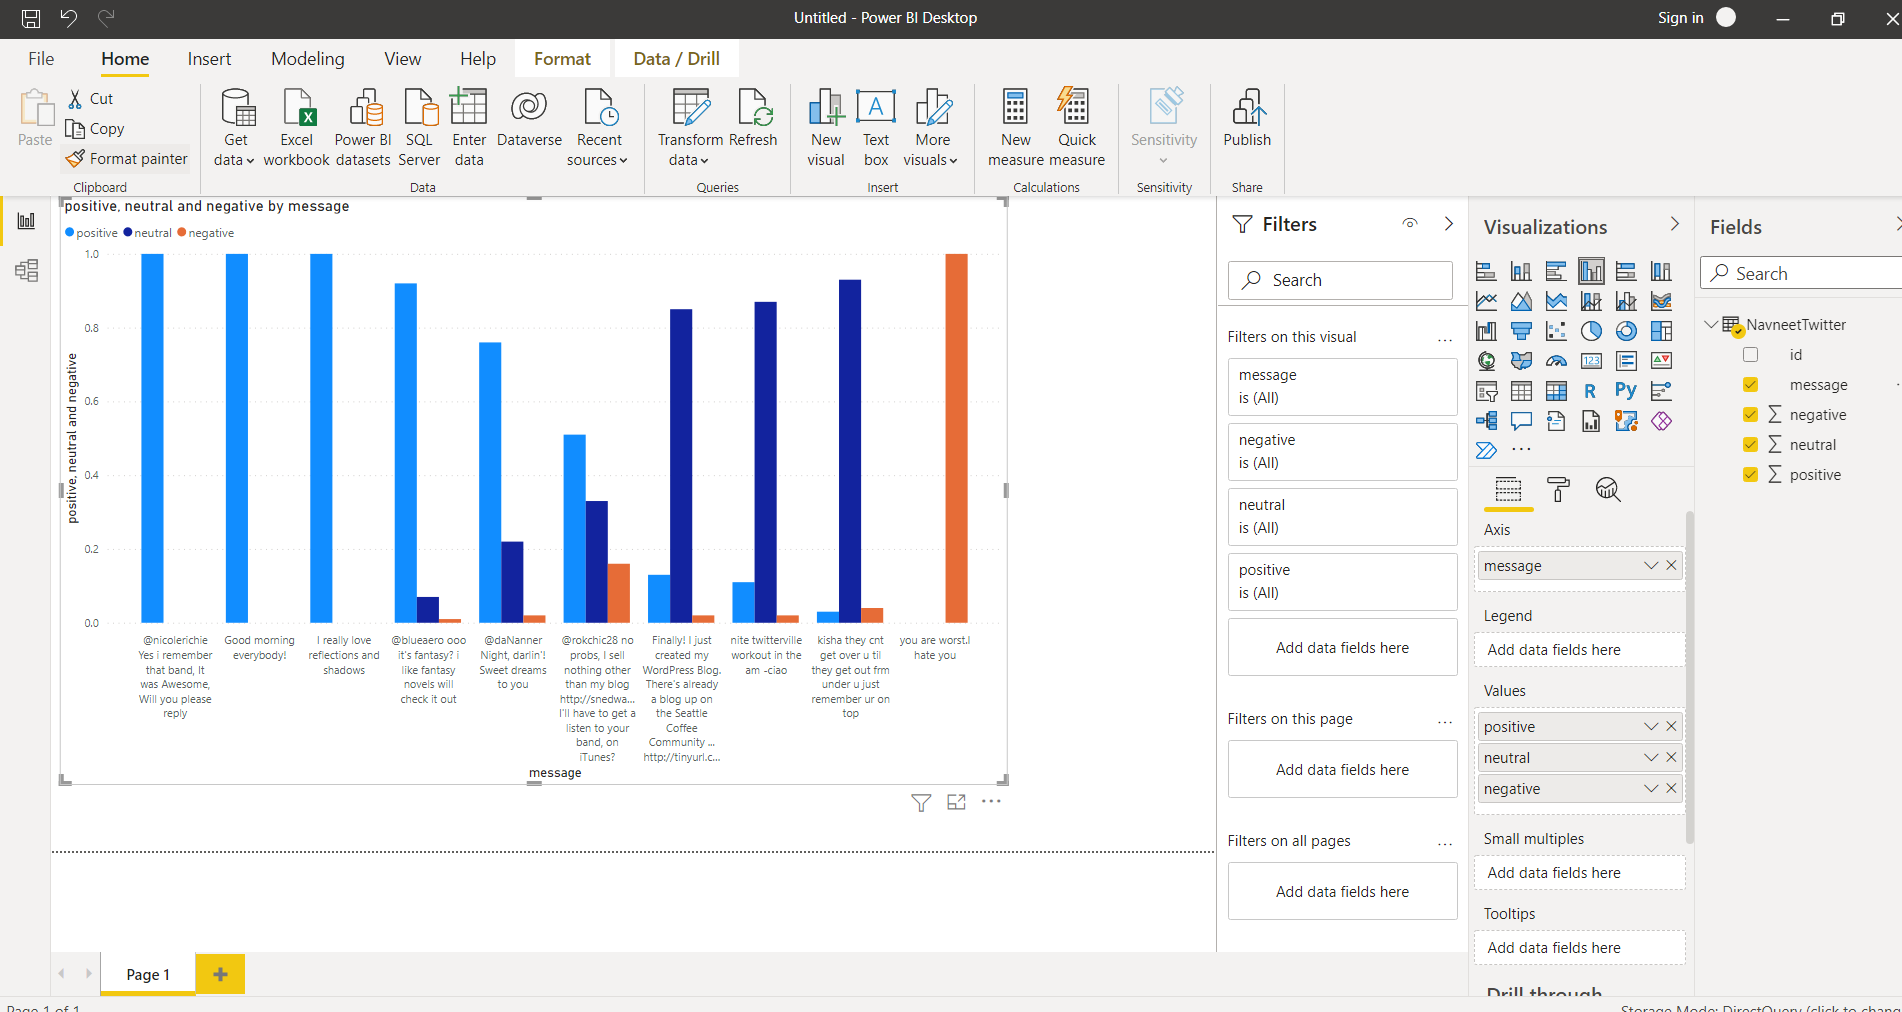 Untitled - Power BI Desktop
Sign in
File Home Insert Modeling View Help Format Data / Drill
Paste
Cut
Copy
Format painter
Clipboard
Get data
Excel workbook
Power BI datasets
SQL Server
Enter data
Dataverse
Recent sources
Data
Transform data
Refresh
Queries
New visual
A
Text box
More visuals
Insert
New measure
Quick measure
Calculations
Sensitivity
Sensitivity
Publish
Share
positive, neutral and negative by message
positive neutral negative
positive, neutral and negative
1.0
0.8
0.6
0.4
0.2
0.0
@nicolerichie
Yes i remember
that band, It
was Awesome,
Will you please
reply
Good morning
everybody!
I really love
reflections and
shadows
@blueaero ooo
it's fantasy? i
like fantasy
novels will
check it out
@daNanner
Night, darlin'!
Sweet dreams
to you
@rokchic28 no
probs, I sell
nothing other
than my blog
http://snedwa...
I'll have to get a
listen to your
band, on
iTunes?
Finally! I just
created my
WordPress Blog.
There's already
a blog up on
the Seattle
Coffee
Community ...
http://tinyurl.c...
nite twitterville
workout in the
am -ciao
kisha they cnt
get over u til
they get out frm
under u just
remember ur on
top
you are worst.I
hate you
message
Filters
Search
Filters on this visual ...
message
is (All)
negative
is (All)
neutral
is (All)
positive
is (All)
Add data fields here
Filters on this page ...
Add data fields here
Filters on all pages ...
Add data fields here
Visualizations
123
R
Py
...
Axis
message
Legend
Add data fields here
Values
positive
neutral
negative
Small multiples
Add data fields here
Tooltips
Add data fields here
Drill through
Fields
Search
NavneetTwitter
id
message
Σ negative
Σ neutral
Σ positive
Page 1
Page 1 of 1
Storage Mode: DirectQuery (click to chang